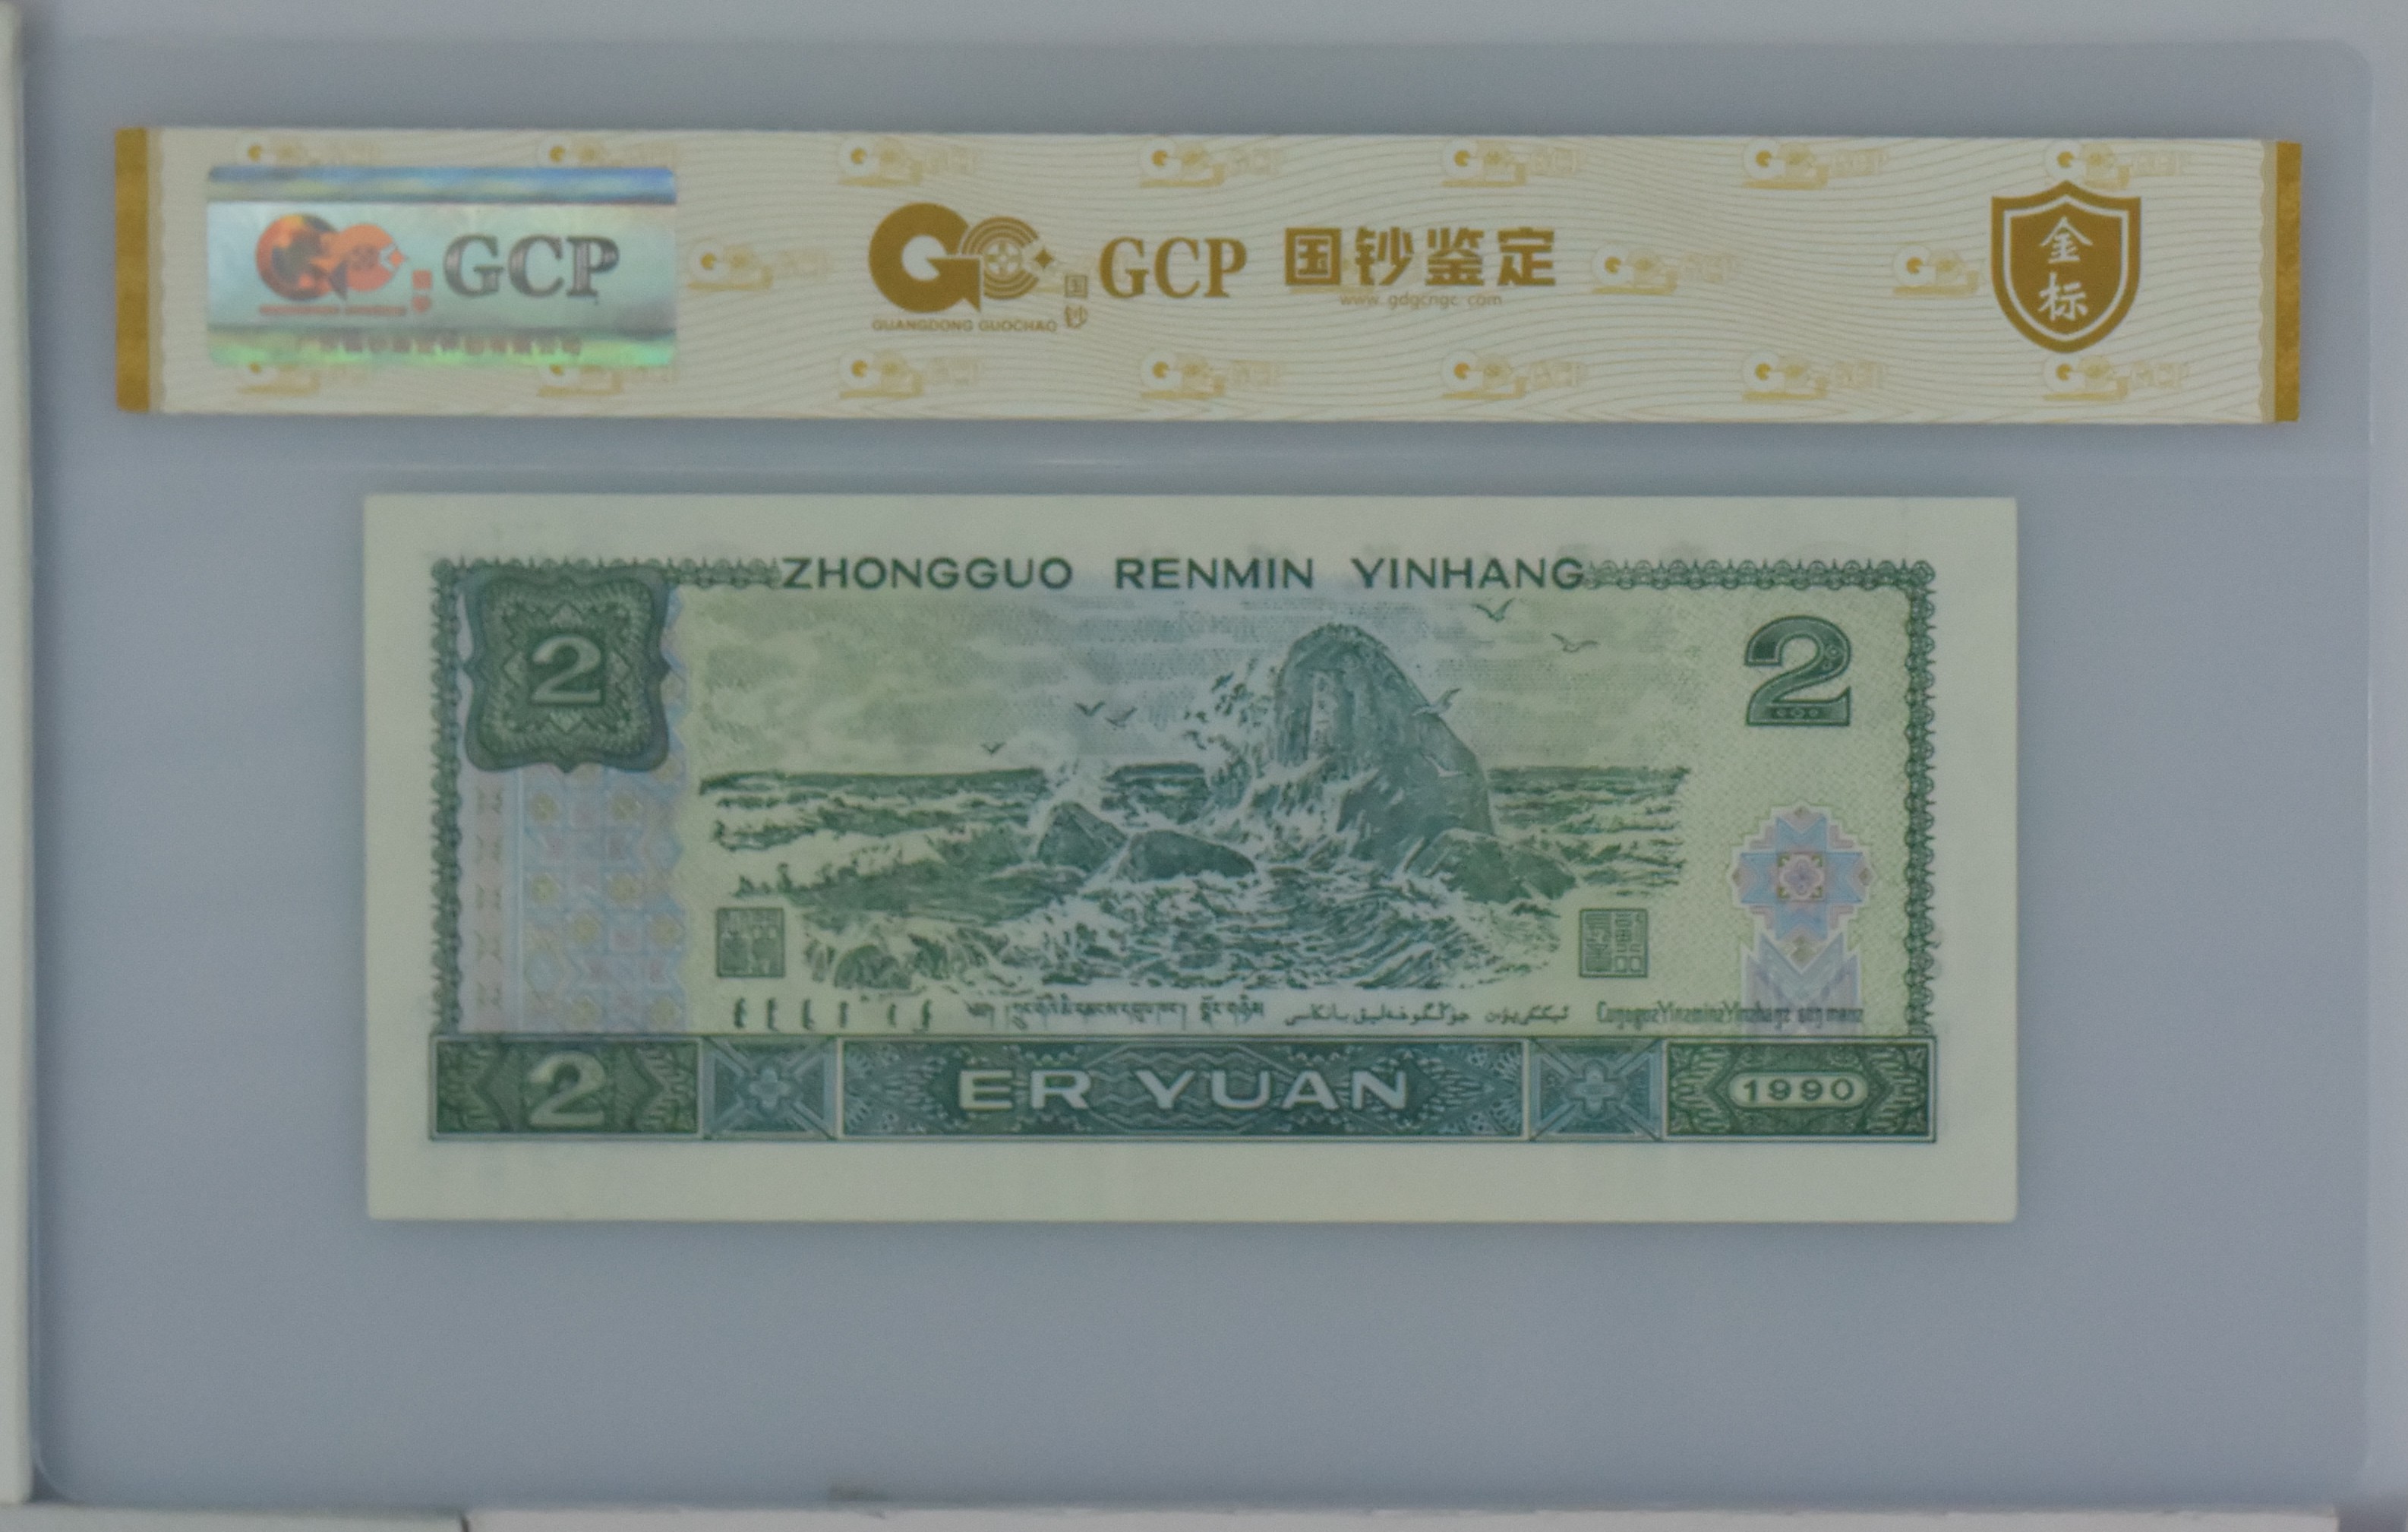 GCP
国钞
GCP 国钞鉴定
www. gdgcngc. com
GUANGDONG GUOCHAO
金标
ZHONGGUO RENMIN YINHANG
2
2
2
ER YUAN
1990